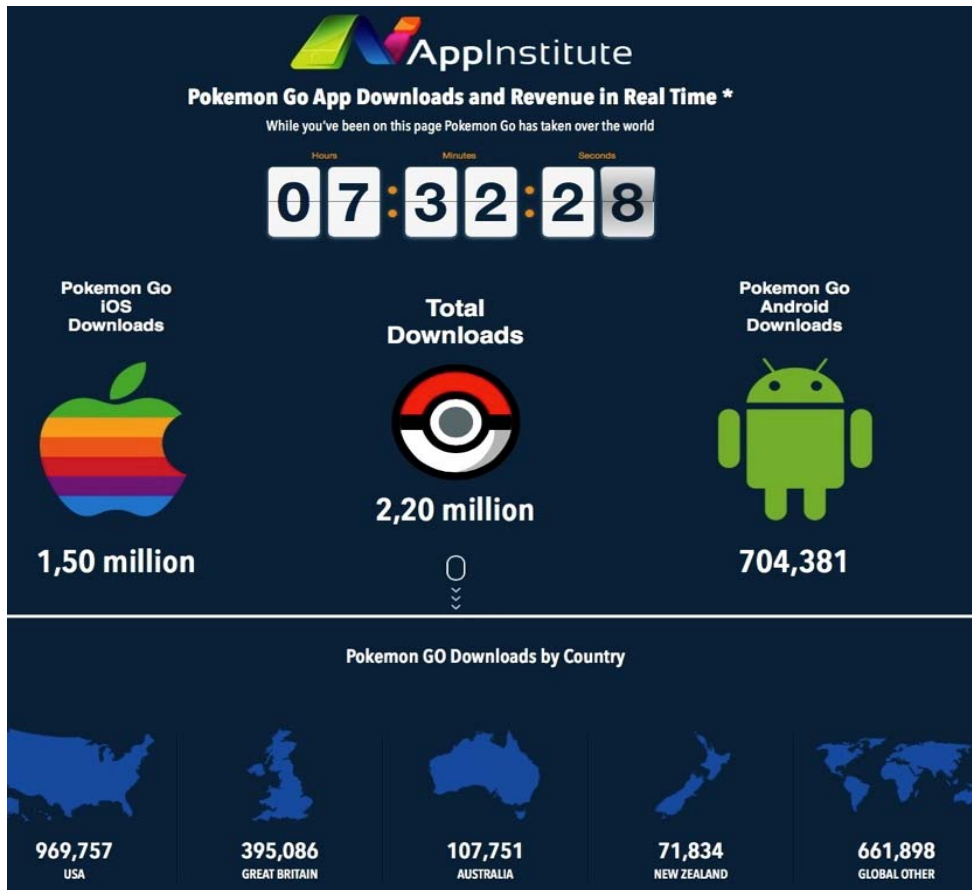 AppInstitute
Pokemon Go App Downloads and Revenue in Real Time *
While you've been on this page Pokemon Go has taken over the world
Hours Minutes Seconds
07:32:28
Pokemon Go
iOS
Downloads
1,50 million
Total
Downloads
2,20 million
Pokemon Go
Android
Downloads
704,381
Pokemon GO Downloads by Country
969,757
USA
395,086
GREAT BRITAIN
107,751
AUSTRALIA
71,834
NEW ZEALAND
661,898
GLOBAL OTHER